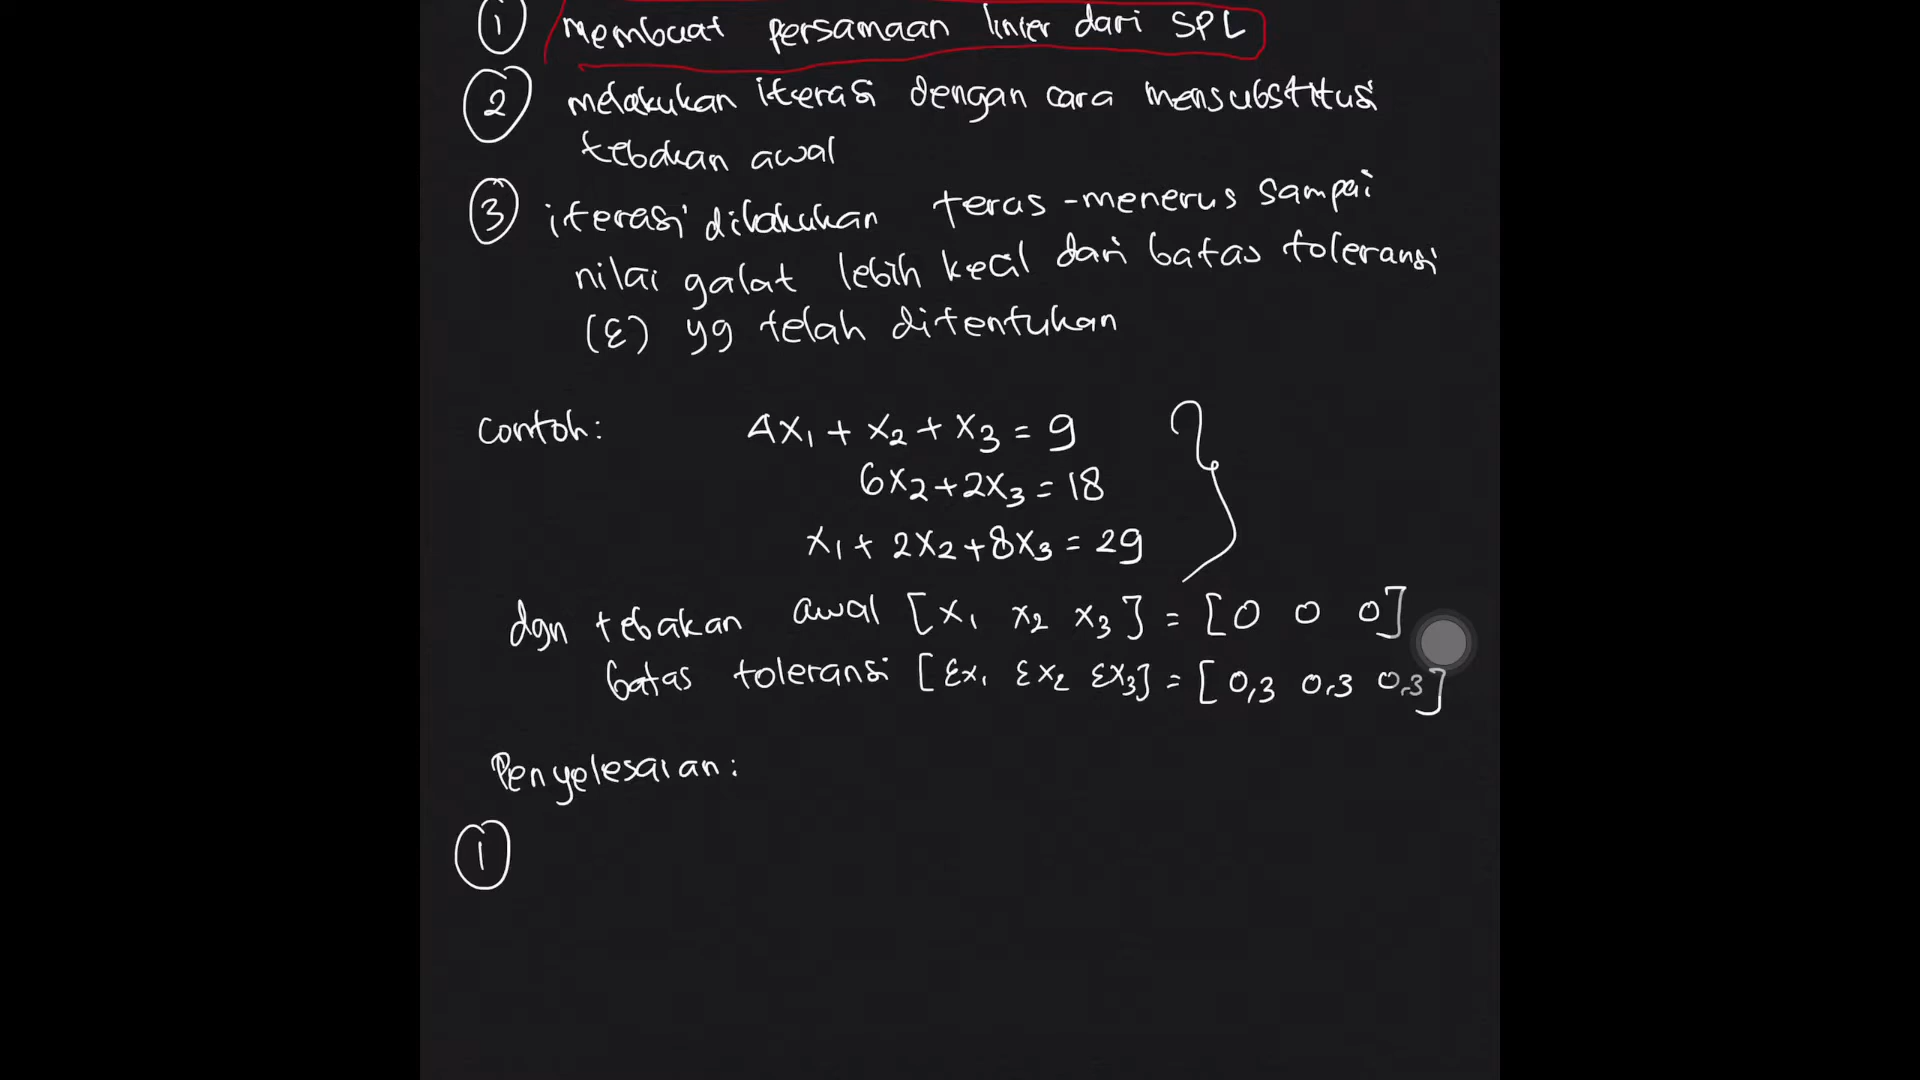 ① membuat persamaan linier dari SPL
② melakukan iterasi dengan cara mensubstitusi
tebakan awal
③ iterasi dilakukan terus-menerus sampai
nilai galat lebih kecil dari batas toleransi
(ε) yg telah ditentukan
Contoh: 4x₁ + x₂ + x₃ = 9
6x₂ + 2x₃ = 18
x₁ + 2x₂ + 8x₃ = 29
dgn tebakan awal [x₁ x₂ x₃] = [0 0 0]
batas toleransi [εx₁ εx₂ εx₃] = [0,3 0,3 0,3]
Penyelesaian:
①